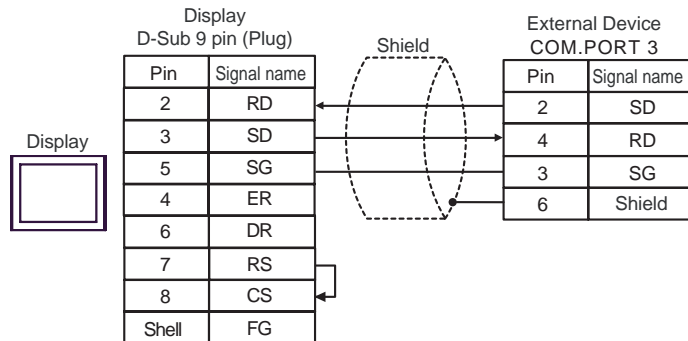 Display
D-Sub 9 pin (Plug)
Shield
External Device
COM.PORT 3
Display
Pin Signal name
2 RD
3 SD
5 SG
4 ER
6 DR
7 RS
8 CS
Shell FG
Pin Signal name
2 SD
4 RD
3 SG
6 Shield